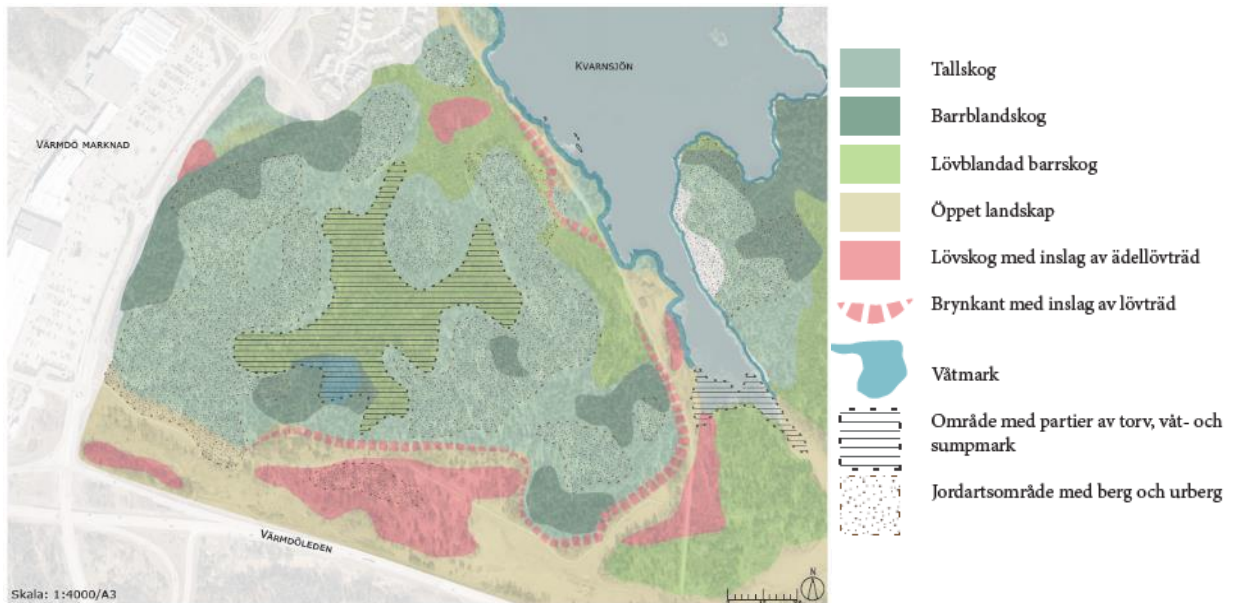 KVARNSJÖN
VÄRMDÖ MARKNAD
VÄRMDÖLEDEN
Skala: 1:4000/A3
N
Tallskog
Barrblandskog
Lövblandad barrskog
Öppet landskap
Lövskog med inslag av ädellövträd
Brynkant med inslag av lövträd
Våtmark
Område med partier av torv, våt- och
sumpmark
Jordartsområde med berg och urberg